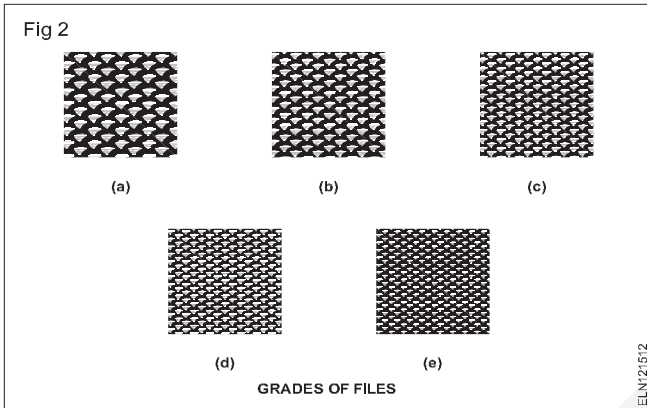 Fig 2
(a)
(b)
(c)
(d)
(e)
GRADES OF FILES
ELN121512